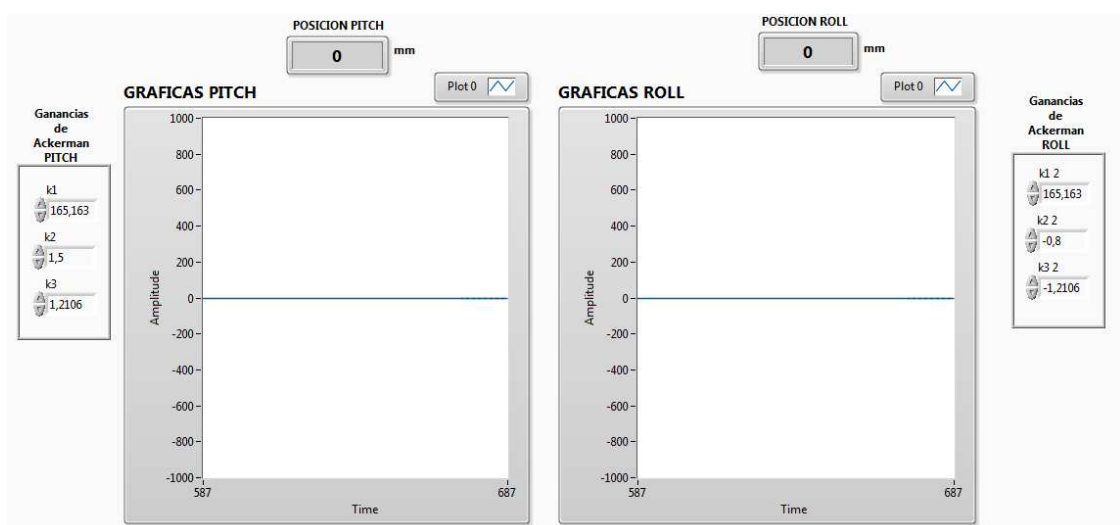 POSICION PITCH
0
mm
POSICION ROLL
0
mm
GRAFICAS PITCH
Plot 0
GRAFICAS ROLL
Plot 0
Ganancias
de
Ackerman
PITCH
k1
165,163
k2
1,5
k3
1,2106
Amplitude
1000
800
600
400
200
0
-200
-400
-600
-800
-1000
587
687
Time
Amplitude
1000
800
600
400
200
0
-200
-400
-600
-800
-1000
587
687
Time
Ganancias
de
Ackerman
ROLL
k1 2
165,163
k2 2
-0,8
k3 2
-1,2106